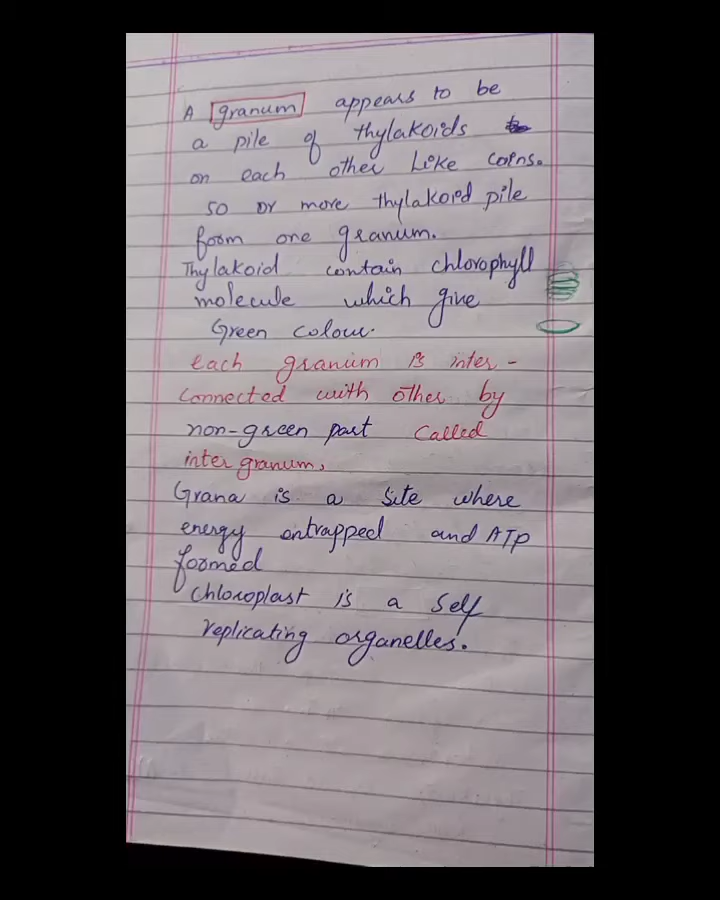 A granum appears to be
a pile of thylakoids
on each other Like coins.
50 or more thylakoid pile
form one granum.
Thylakoid contain chlorophyll
molecule which give
Green colour.
each granum is inter-
connected with other by
non-green part called
inter granum.
Grana is a site where
energy entrapped and ATP
formed
Chloroplast is a self
replicating organelles.